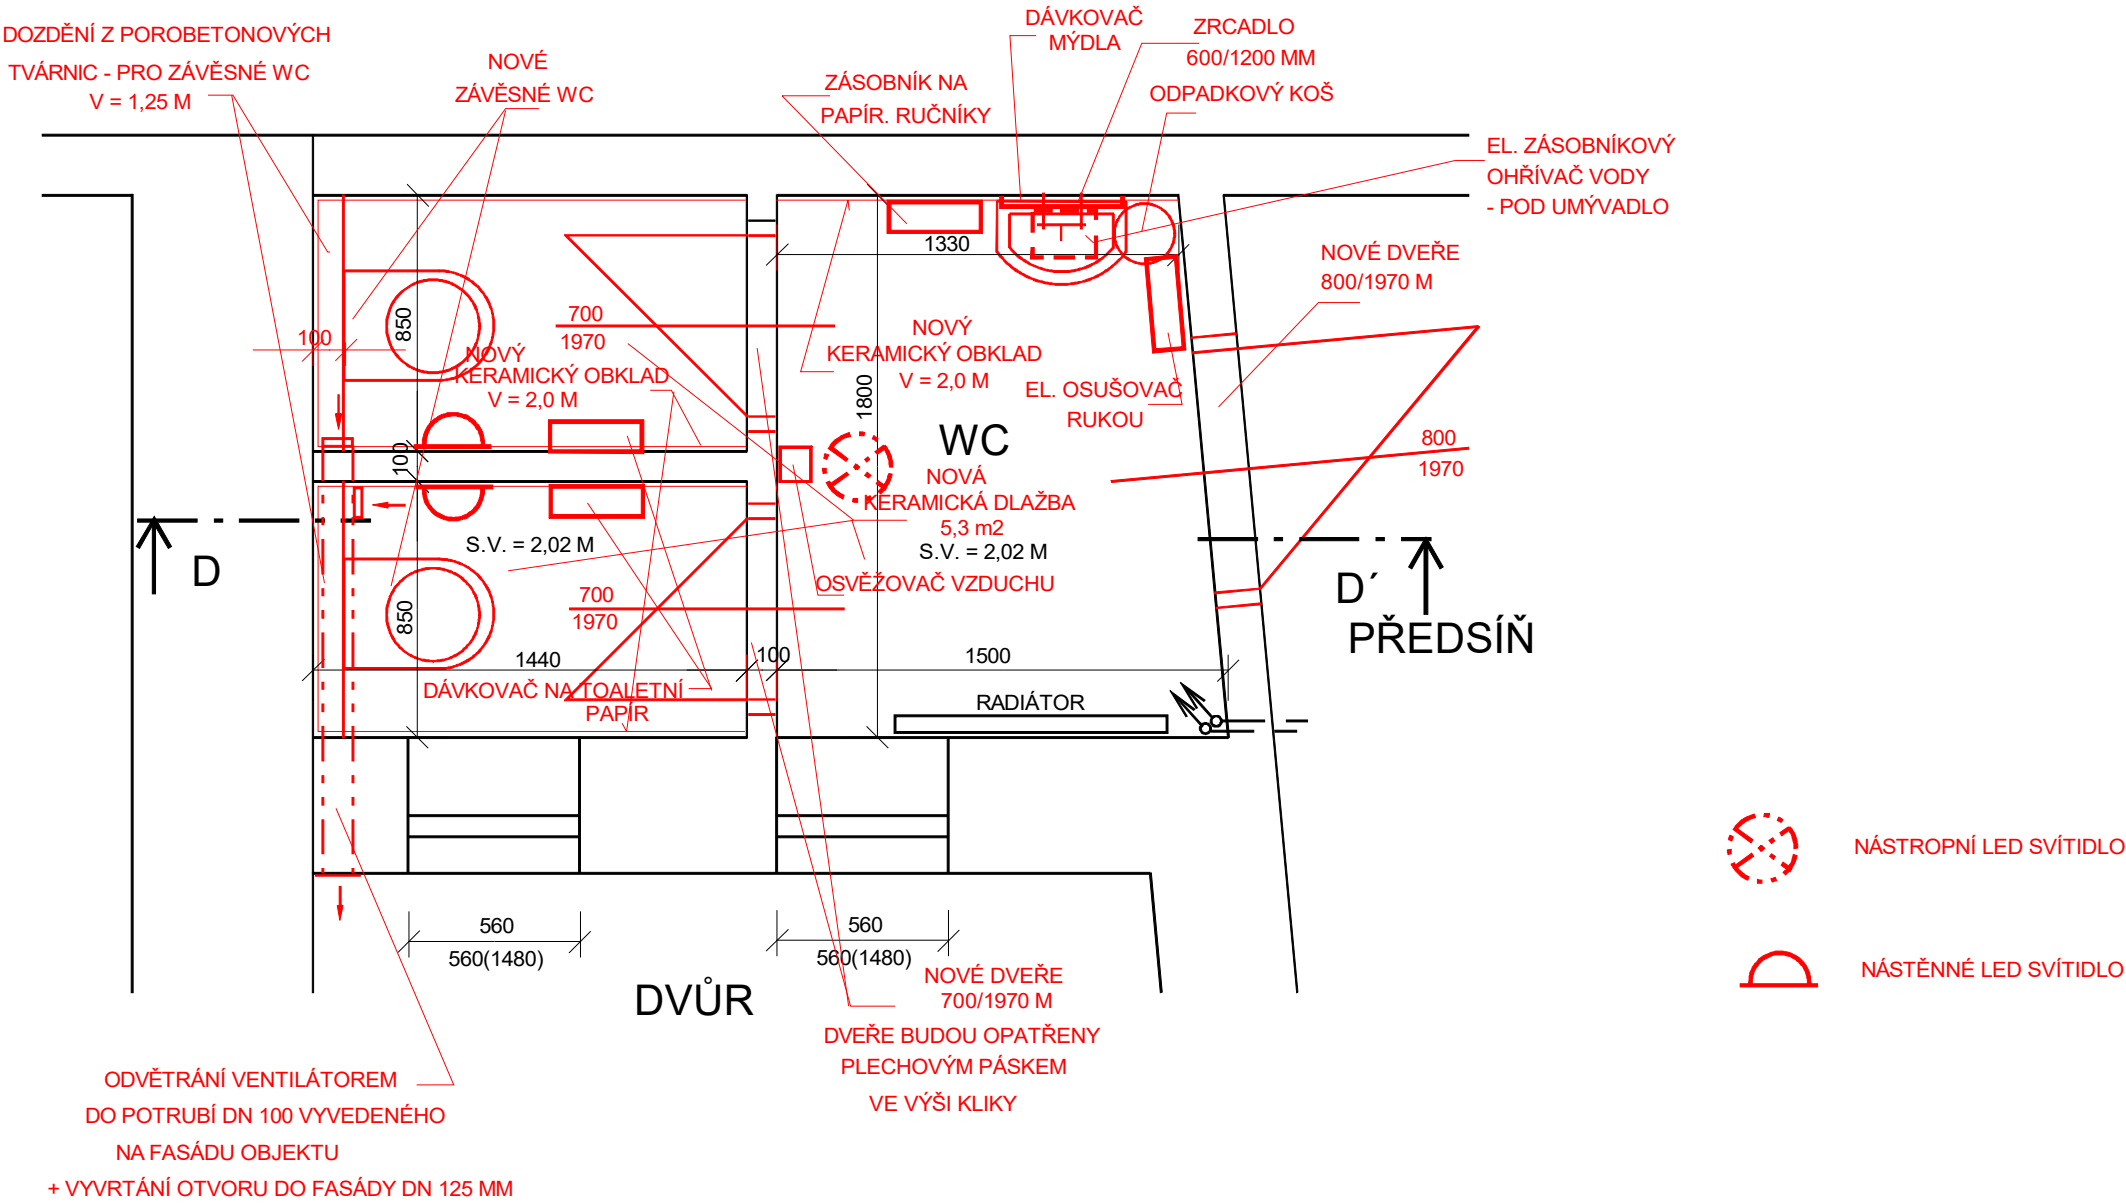 DOZDĚNÍ Z POROBETONOVÝCH
TVÁRNIC - PRO ZÁVĚSNÉ WC
V = 1,25 M
NOVÉ
ZÁVĚSNÉ WC
ZÁSOBNÍK NA
PAPÍR. RUČNÍKY
DÁVKOVAČ
MÝDLA
ZRCADLO
600/1200 MM
ODPADKOVÝ KOŠ
EL. ZÁSOBNÍKOVÝ
OHŘÍVAČ VODY
- POD UMÝVADLO
NOVÉ DVEŘE
800/1970 M
1330
850
100
700
1970
NOVÝ
KERAMICKÝ OBKLAD
V = 2,0 M
NOVÝ
KERAMICKÝ OBKLAD
V = 2,0 M
1800
EL. OSUŠOVAČ
RUKOU
WC
800
1970
100
NOVÁ
KERAMICKÁ DLAŽBA
5,3 m2
S.V. = 2,02 M
S.V. = 2,02 M
OSVĚŽOVAČ VZDUCHU
D
D´
PŘEDSÍŇ
850
700
1970
1440
100
1500
DÁVKOVAČ NA TOALETNÍ
PAPÍR
RADIÁTOR
560
560(1480)
560
560(1480)
DVŮR
NOVÉ DVEŘE
700/1970 M
DVEŘE BUDOU OPATŘENY
PLECHOVÝM PÁSKEM
VE VÝŠI KLIKY
ODVĚTRÁNÍ VENTILÁTOREM
DO POTRUBÍ DN 100 VYVEDENÉHO
NA FASÁDU OBJEKTU
+ VYVRTÁNÍ OTVORU DO FASÁDY DN 125 MM
NÁSTROPNÍ LED SVÍTIDLO
NÁSTĚNNÉ LED SVÍTIDLO